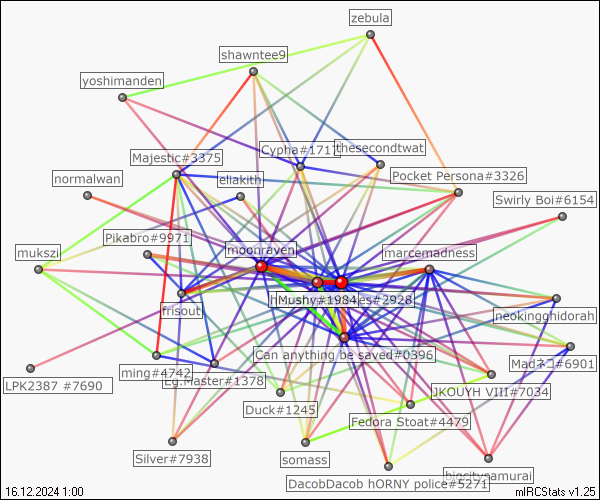 zebula
shawntee9
yoshimanden
Cypha#171
thesecondtwat
Majestic#3375
Pocket Persona#3326
normalwan
eliakith
Swirly Boi#6154
Pikabro#9971
mukszi
moonraven
marcemadness
Mushy#1984
es#2928
frisout
neokingghidorah
Can anything be saved#0396
Madネコ#6901
ming#4742
Eg.Master#1378
LPK2387 #7690
JKOUYH VIII#7034
Duck#1245
Fedora Stoat#4479
Silver#7938
somass
bigcitysamurai
DacobDacob hORNY police#5271
16.12.2024 1:00
mIRCStats v1.25